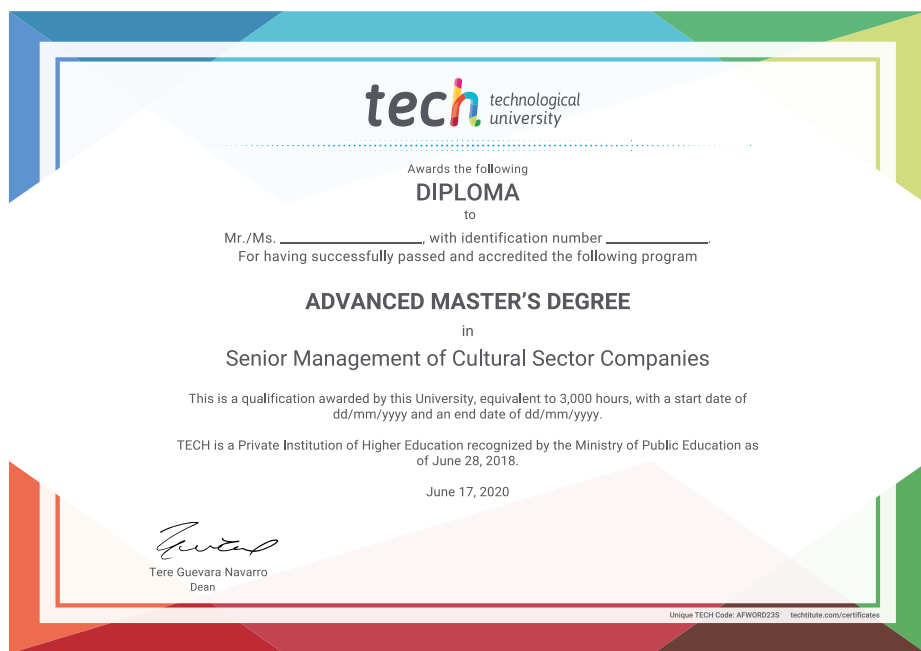 tech technological
university
Awards the following
DIPLOMA
to
Mr./Ms. ____________________, with identification number ______________.
For having successfully passed and accredited the following program
ADVANCED MASTER'S DEGREE
in
Senior Management of Cultural Sector Companies
This is a qualification awarded by this University, equivalent to 3,000 hours, with a start date of
dd/mm/yyyy and an end date of dd/mm/yyyy.
TECH is a Private Institution of Higher Education recognized by the Ministry of Public Education as
of June 28, 2018.
June 17, 2020
Tere Guevara Navarro
Dean
Unique TECH Code: AFWORD23S techtitute.com/certificates